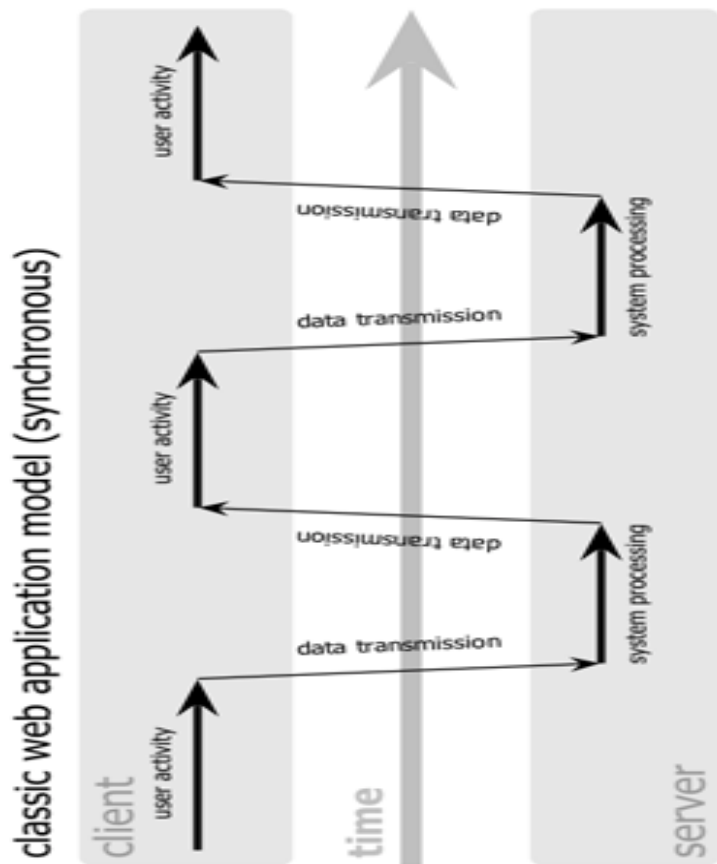 classic web application model (synchronous)
client
user activity
user activity
user activity
data transmission
data transmission
data transmission
data transmission
time
system processing
system processing
server